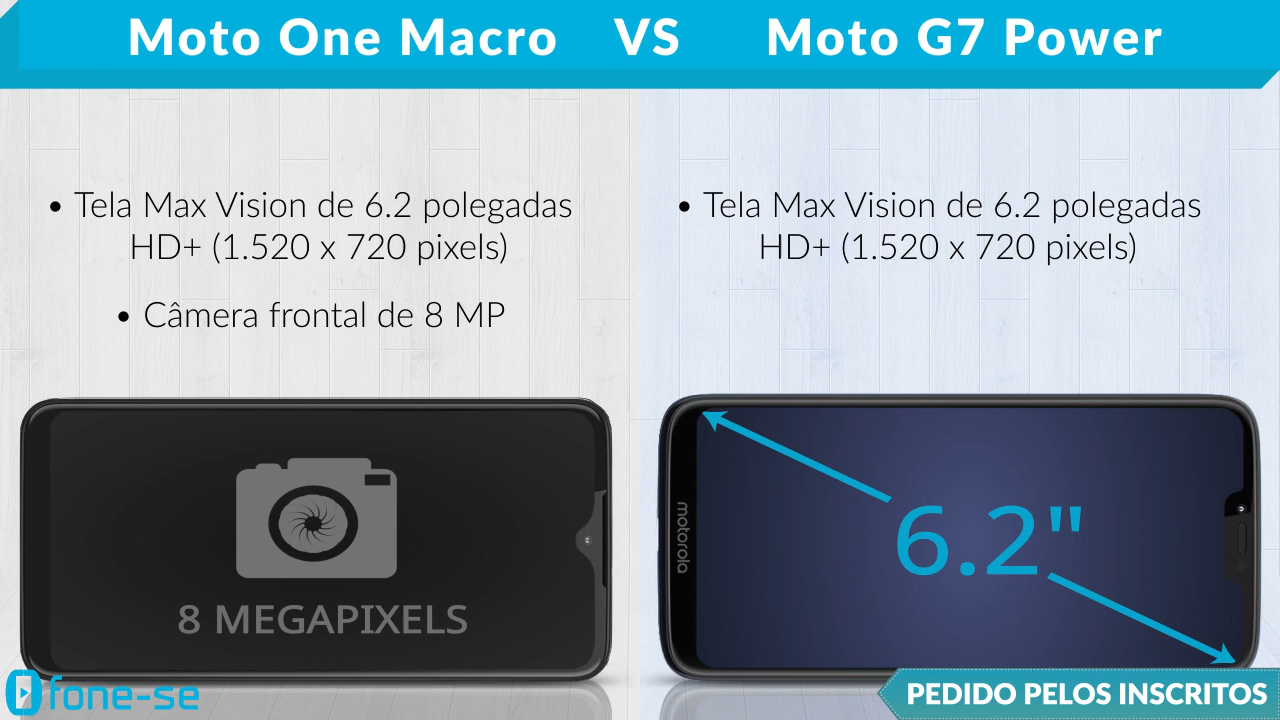 Moto One Macro VS Moto G7 Power
• Tela Max Vision de 6.2 polegadas
HD+ (1.520 x 720 pixels)
• Câmera frontal de 8 MP
• Tela Max Vision de 6.2 polegadas
HD+ (1.520 x 720 pixels)
8 MEGAPIXELS
motorola
6.2"
fone-se
PEDIDO PELOS INSCRITOS